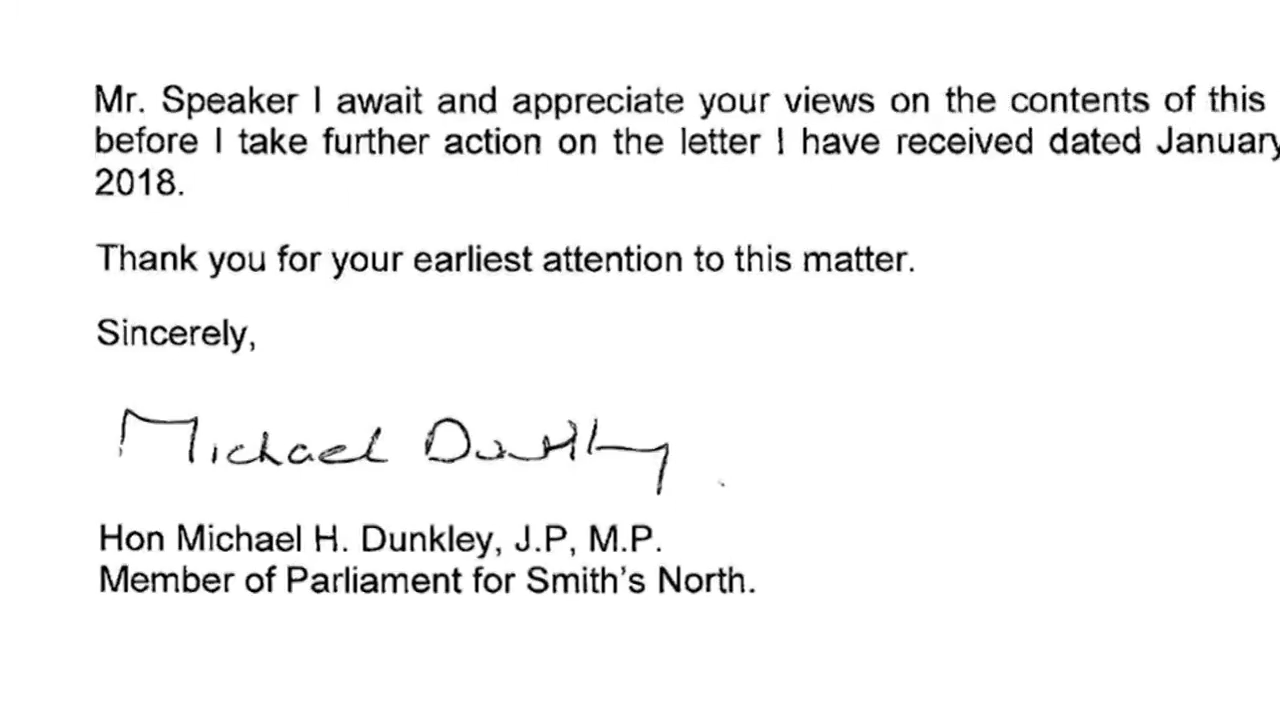 Mr. Speaker I await and appreciate your views on the contents of this
before I take further action on the letter I have received dated January
2018.
Thank you for your earliest attention to this matter.
Sincerely,
Michael Dunkley
Hon Michael H. Dunkley, J.P, M.P.
Member of Parliament for Smith's North.